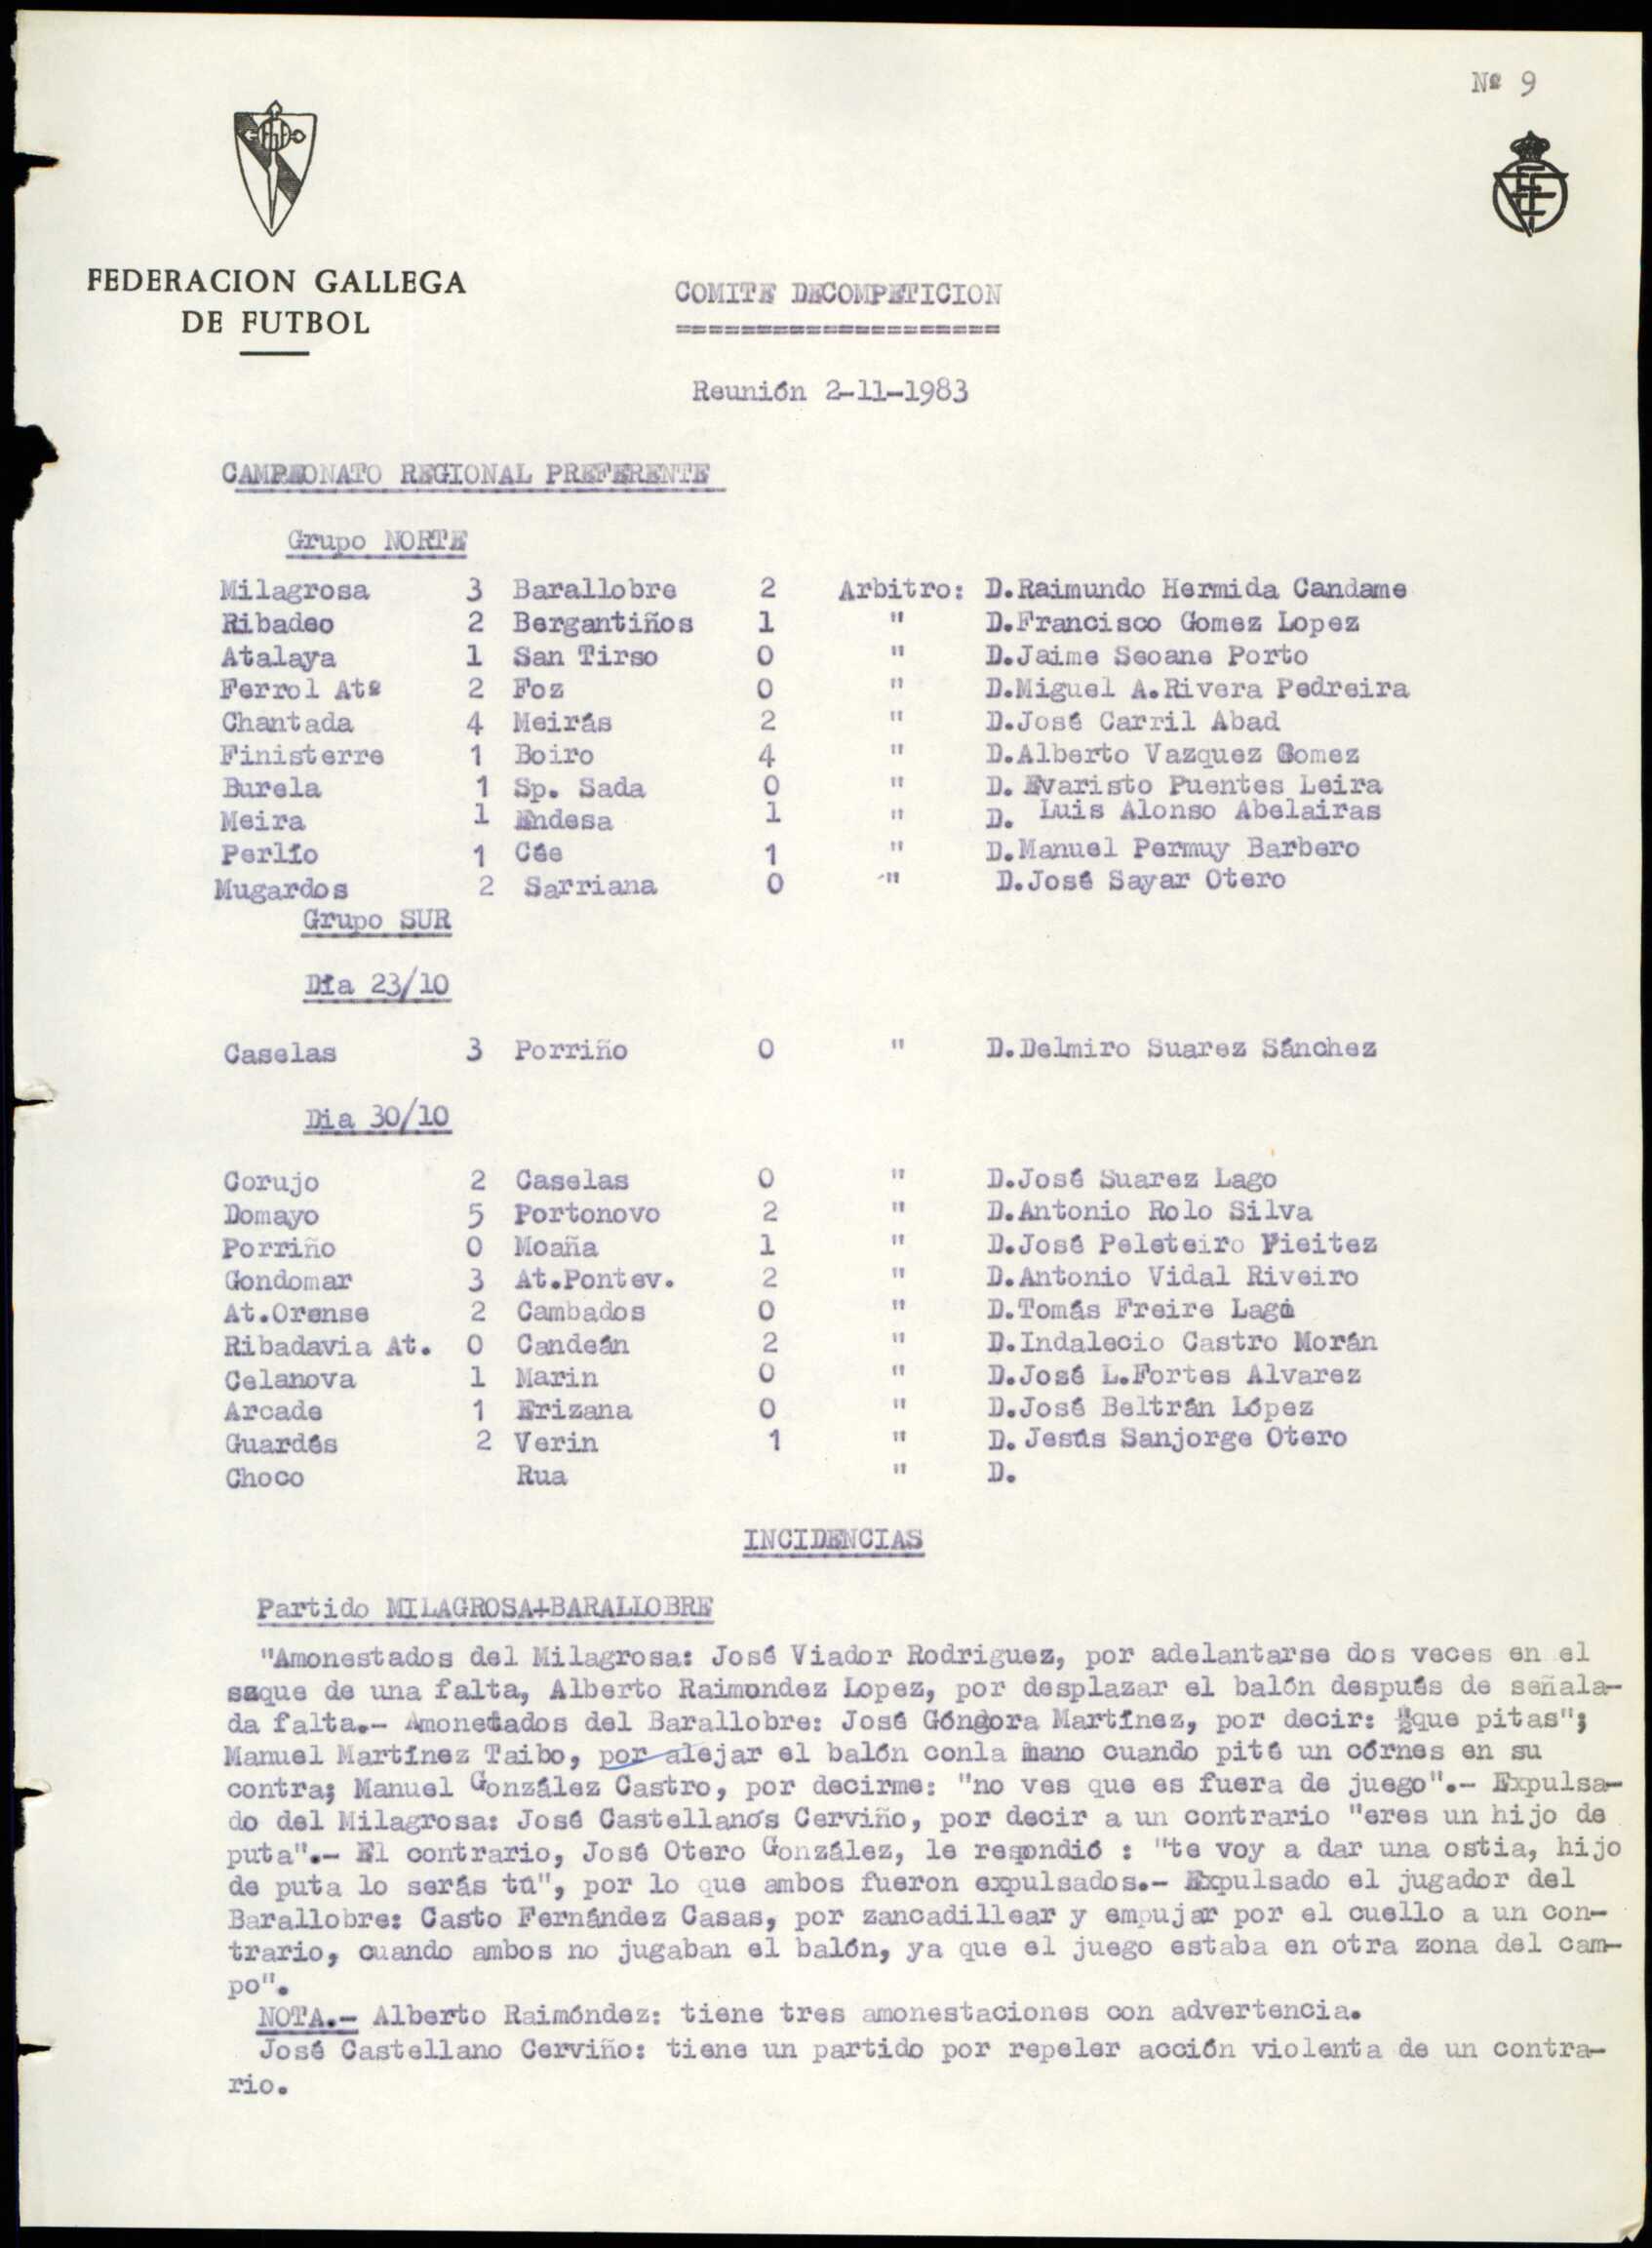 Nº 9
FEDERACION GALLEGA
DE FUTBOL
COMITE DECOMPETICION
====================
Reunión 2-11-1983
CAMPEONATO REGIONAL PREFERENTE
Grupo NORTE
Milagrosa 3 Barallobre 2 Arbitro: D.Raimundo Hermida Candame
Ribadeo 2 Bergantiños 1 " D.Francisco Gomez Lopez
Atalaya 1 San Tirso 0 " D.Jaime Seoane Porto
Ferrol Atº 2 Foz 0 " D.Miguel A.Rivera Pedreira
Chantada 4 Meirás 2 " D.José Carril Abad
Finisterre 1 Boiro 4 " D.Alberto Vazquez Gomez
Burela 1 Sp. Sada 0 " D. Evaristo Puentes Leira
Meira 1 Endesa 1 " D. Luis Alonso Abelairas
Perlío 1 Cée 1 " D.Manuel Permuy Barbero
Mugardos 2 Sarriana 0 " D.José Sayar Otero
Grupo SUR
Día 23/10
Caselas 3 Porriño 0 " D.Delmiro Suarez Sánchez
Dia 30/10
Corujo 2 Caselas 0 " D.José Suarez Lago
Domayo 5 Portonovo 2 " D.Antonio Rolo Silva
Porriño 0 Moaña 1 " D.José Peleteiro Vieitez
Gondomar 3 At.Pontev. 2 " D.Antonio Vidal Riveiro
At.Orense 2 Cambados 0 " D.Tomás Freire Lago
Ribadavia At. 0 Candeán 2 " D.Indalecio Castro Morán
Celanova 1 Marin 0 " D.José L.Fortes Alvarez
Arcade 1 Erizana 0 " D.José Beltrán López
Guardés 2 Verin 1 " D. Jesús Sanjorge Otero
Choco Rua " D.
INCIDENCIAS
Partido MILAGROSA+BARALLOBRE
"Amonestados del Milagrosa: José Viador Rodriguez, por adelantarse dos veces en el
saque de una falta, Alberto Raimondez Lopez, por desplazar el balón después de señala-
da falta.- Amonestados del Barallobre: José Góngora Martínez, por decir: "que pitas";
Manuel Martínez Taibo, por alejar el balón conla mano cuando pité un córnes en su
contra; Manuel González Castro, por decirme: "no ves que es fuera de juego".- Expulsa-
do del Milagrosa: José Castellanos Cerviño, por decir a un contrario "eres un hijo de
puta".- El contrario, José Otero González, le respondió : "te voy a dar una ostia, hijo
de puta lo serás tú", por lo que ambos fueron expulsados.- Expulsado el jugador del
Barallobre: Casto Fernández Casas, por zancadillear y empujar por el cuello a un con-
trario, cuando ambos no jugaban el balón, ya que el juego estaba en otra zona del cam-
po".
NOTA.- Alberto Raimóndez: tiene tres amonestaciones con advertencia.
José Castellano Cerviño: tiene un partido por repeler acción violenta de un contra-
rio.